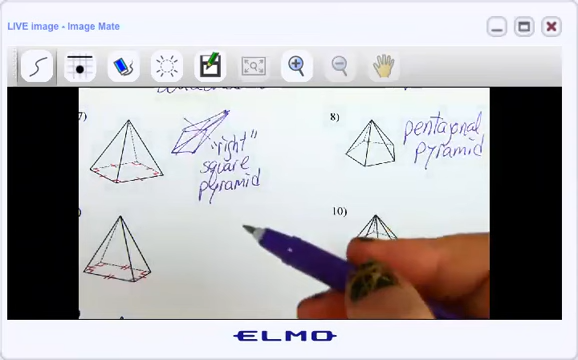 LIVE image - Image Mate
7)
"right"
square
pyramid
8)
pentagonal
pyramid
10)
ELMO